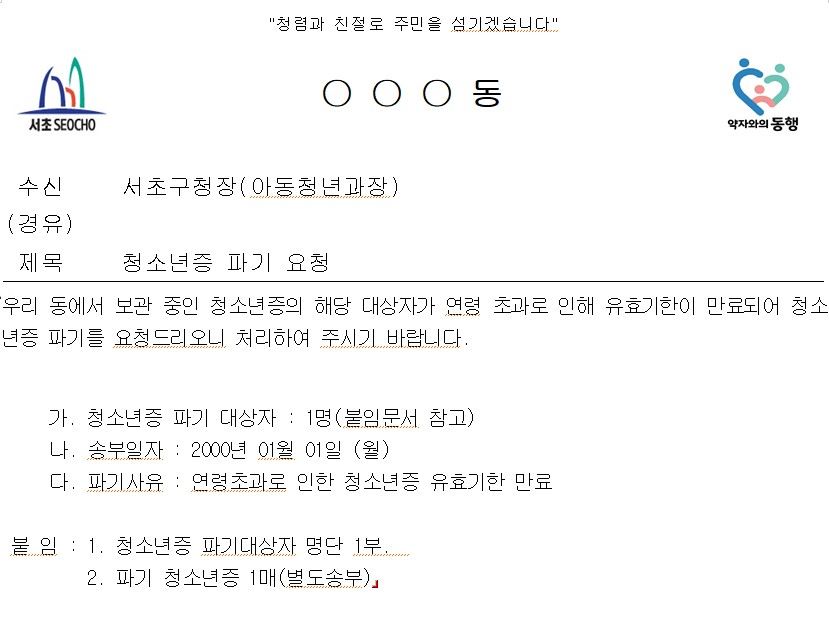 "청렴과 친절로 주민을 섬기겠습니다"
서초 SEOCHO
○ ○ ○ 동
약자와의 동행
수신 서초구청장(아동청년과장)
(경유)
제목 청소년증 파기 요청
우리 동에서 보관 중인 청소년증의 해당 대상자가 연령 초과로 인해 유효기한이 만료되어 청소
년증 파기를 요청드리오니 처리하여 주시기 바랍니다.
가. 청소년증 파기 대상자 : 1명(붙임문서 참고)
나. 송부일자 : 2000년 01월 01일 (월)
다. 파기사유 : 연령초과로 인한 청소년증 유효기한 만료
붙 임 : 1. 청소년증 파기대상자 명단 1부.
2. 파기 청소년증 1매(별도송부)